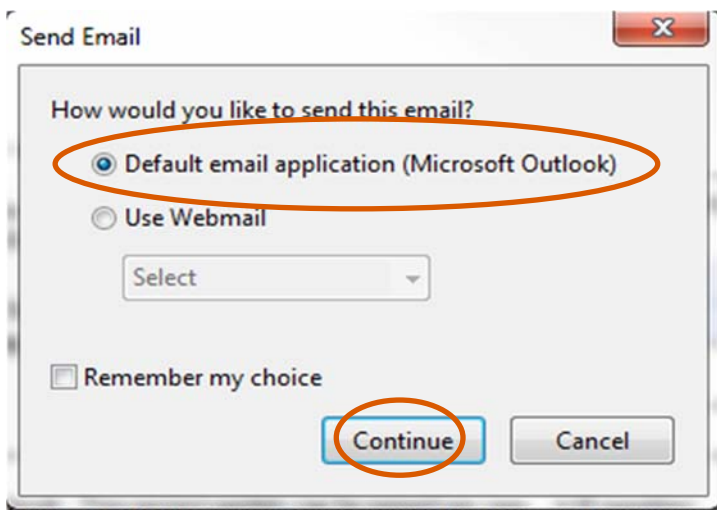 Send Email
How would you like to send this email?
Default email application (Microsoft Outlook)
Use Webmail
Select
Remember my choice
Continue Cancel